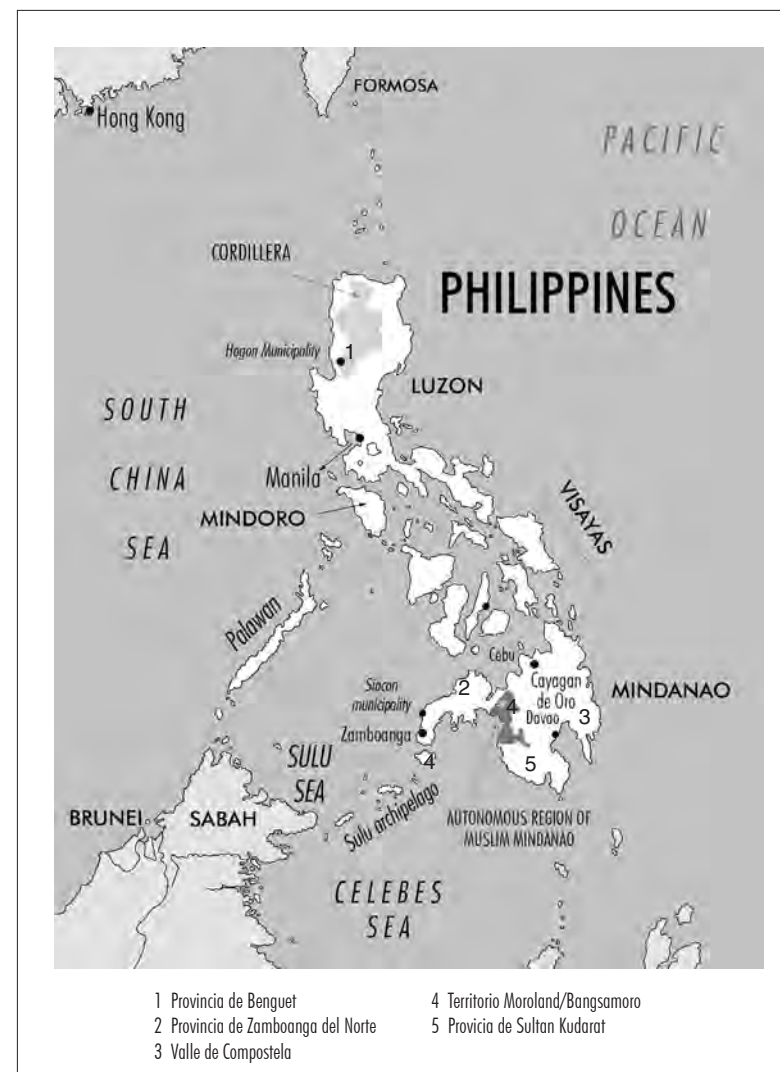 FORMOSA
Hong Kong
PACIFIC
OCEAN
CORDILLERA
PHILIPPINES
Hogon Municipality
1
LUZON
SOUTH
CHINA
SEA
Manila
MINDORO
VISAYAS
Palawan
Cebu
2
Siocon
municipality
4
Cayagan
de Oro
3
MINDANAO
Zamboanga
Davao
4
5
SULU
SEA
BRUNEI
SABAH
Sulu archipelago
AUTONOMOUS REGION OF
MUSLIM MINDANAO
CELEBES
SEA
1 Provincia de Benguet
2 Provincia de Zamboanga del Norte
3 Valle de Compostela
4 Territorio Moroland/Bangsamoro
5 Provicia de Sultan Kudarat